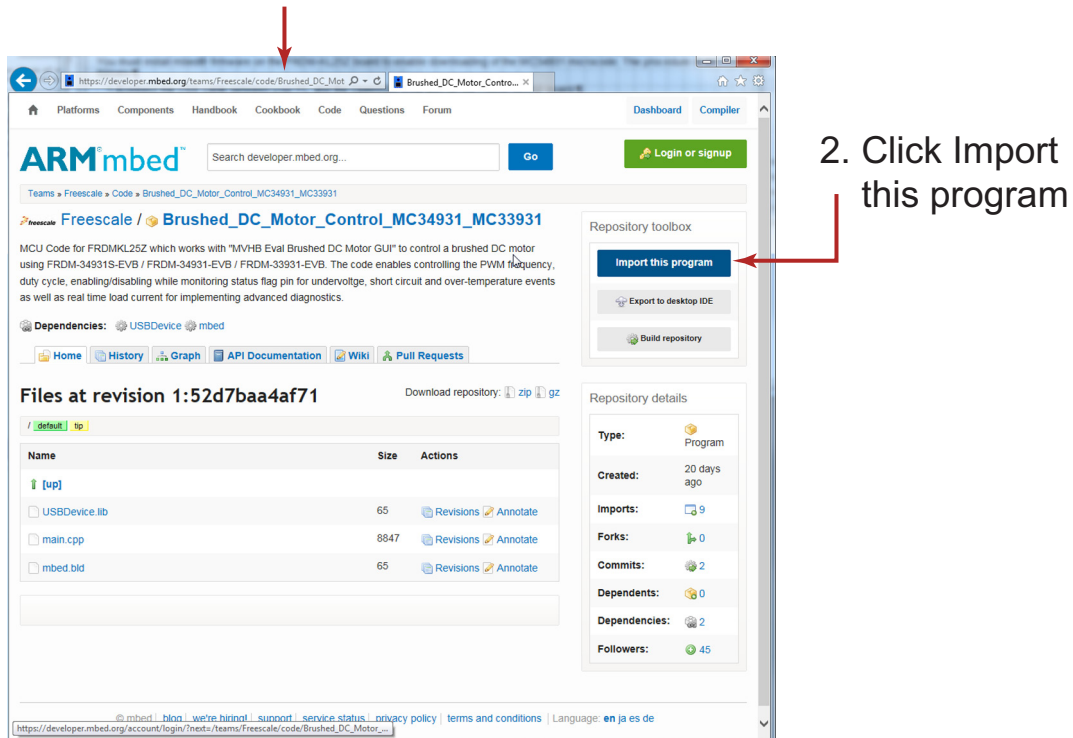 https://developer.mbed.org/teams/Freescale/code/Brushed_DC_Mot
Brushed_DC_Motor_Contro...
Platforms Components Handbook Cookbook Code Questions Forum Dashboard Compiler
ARM®mbed™ Search developer.mbed.org... Go Login or signup
2. Click Import
this program
Teams » Freescale » Code » Brushed_DC_Motor_Control_MC34931_MC33931
freescale Freescale / Brushed_DC_Motor_Control_MC34931_MC33931
MCU Code for FRDMKL25Z which works with "MVHB Eval Brushed DC Motor GUI" to control a brushed DC motor
using FRDM-34931S-EVB / FRDM-34931-EVB / FRDM-33931-EVB. The code enables controlling the PWM frequency,
duty cycle, enabling/disabling while monitoring status flag pin for undervoltge, short circuit and over-temperature events
as well as real time load current for implementing advanced diagnostics.
Dependencies: USBDevice mbed
Home History Graph API Documentation Wiki Pull Requests
Files at revision 1:52d7baa4af71 Download repository: zip gz
/ default tip
Name Size Actions
[up]
USBDevice.lib 65 Revisions Annotate
main.cpp 8847 Revisions Annotate
mbed.bld 65 Revisions Annotate
Repository toolbox
Import this program
Export to desktop IDE
Build repository
Repository details
Type: Program
Created: 20 days
ago
Imports: 9
Forks: 0
Commits: 2
Dependents: 0
Dependencies: 2
Followers: 45
© mbed | blog | we're hiring! | support | service status | privacy policy | terms and conditions | Language: en ja es de
https://developer.mbed.org/account/login/?next=/teams/Freescale/code/Brushed_DC_Motor_...